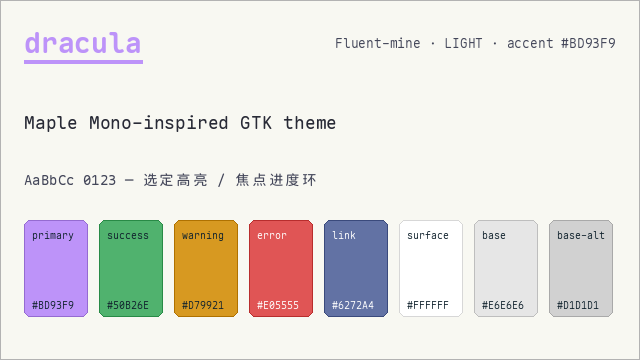 dracula
Fluent-mine · LIGHT · accent #BD93F9
Maple Mono-inspired GTK theme
AaBbCc 0123 — 选定高亮 / 焦点进度环
primary success warning error link surface base base-alt
#BD93F9 #50B26E #D79921 #E05555 #6272A4 #FFFFFF #E6E6E6 #D1D1D1